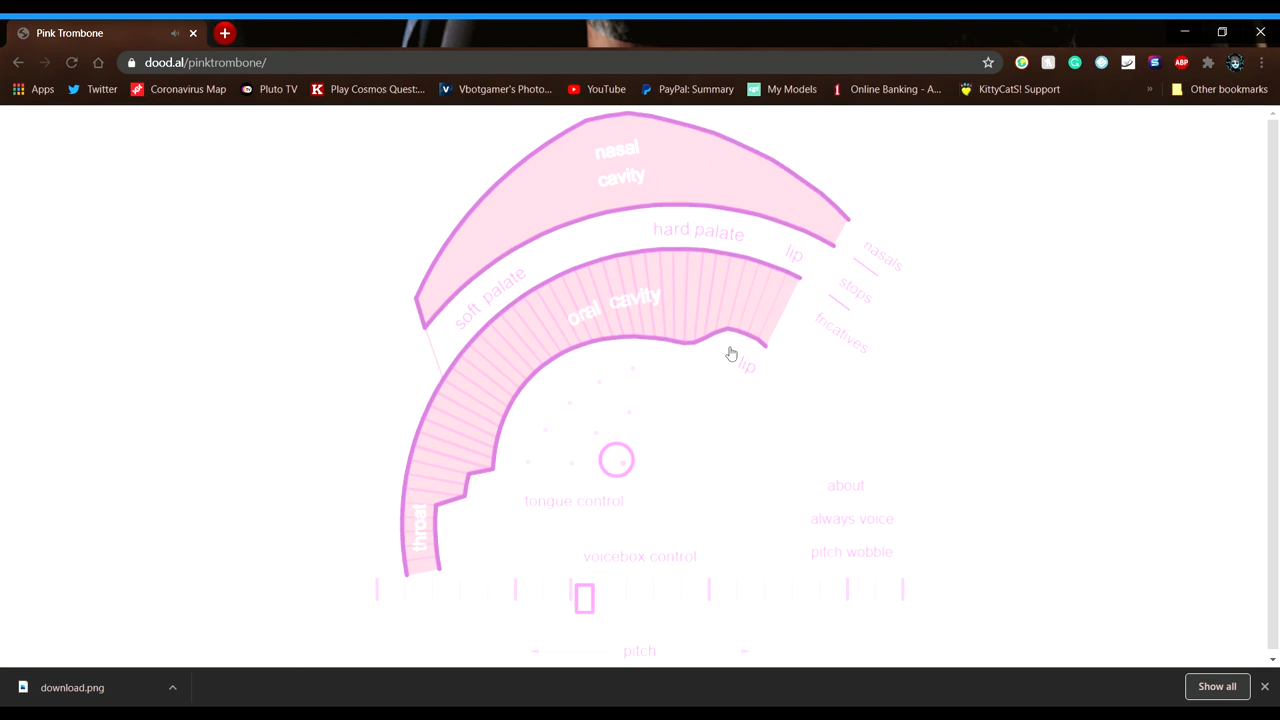 Pink Trombone
dood.al/pinktrombone/
ABP
Apps
Twitter
Coronavirus Map
Pluto TV
Play Cosmos Quest:...
Vbotgamer's Photo...
YouTube
PayPal: Summary
My Models
Online Banking - A...
KittyCatS! Support
»
Other bookmarks
nasal
cavity
hard palate
lip
nasals
soft palate
stops
oral cavity
fricatives
lip
tongue control
about
throat
always voice
voicebox control
pitch wobble
pitch
download.png
Show all